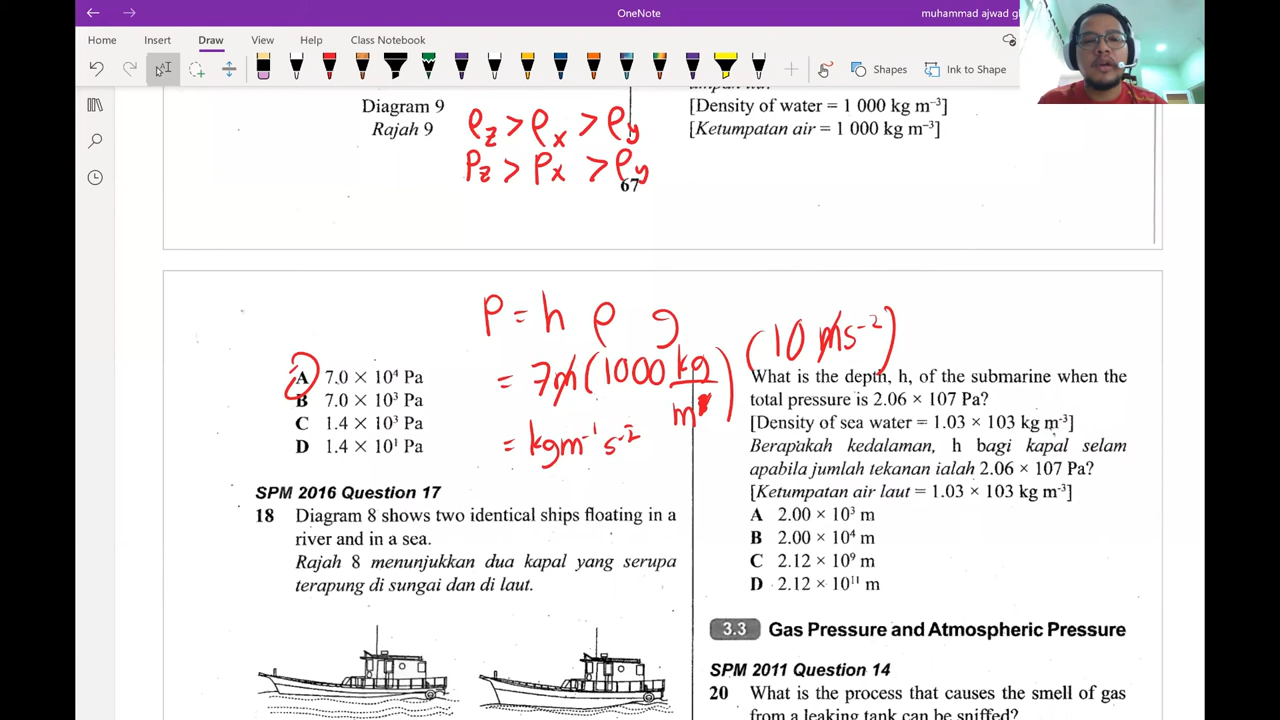 OneNote
muhammad ajwad gh
Home Insert Draw View Help Class Notebook
Shapes Ink to Shape
Diagram 9
Rajah 9
ρz > ρx > ρy
Pz > Px > Py
67
[Density of water = 1 000 kg m⁻³]
[Ketumpatan air = 1 000 kg m⁻³]
P = h ρ g
= 7m (1000 kg/m³) (10 ms⁻²)
= kgm⁻¹ s⁻²
A 7.0 × 10⁴ Pa
B 7.0 × 10³ Pa
C 1.4 × 10³ Pa
D 1.4 × 10¹ Pa
SPM 2016 Question 17
18 Diagram 8 shows two identical ships floating in a
river and in a sea.
Rajah 8 menunjukkan dua kapal yang serupa
terapung di sungai dan di laut.
What is the depth, h, of the submarine when the
total pressure is 2.06 × 107 Pa?
[Density of sea water = 1.03 × 103 kg m⁻³]
Berapakah kedalaman, h bagi kapal selam
apabila jumlah tekanan ialah 2.06 × 107 Pa?
[Ketumpatan air laut = 1.03 × 103 kg m⁻³]
A 2.00 × 10³ m
B 2.00 × 10⁴ m
C 2.12 × 10⁹ m
D 2.12 × 10¹¹ m
3.3 Gas Pressure and Atmospheric Pressure
SPM 2011 Question 14
20 What is the process that causes the smell of gas
from a leaking tank can be sniffed?